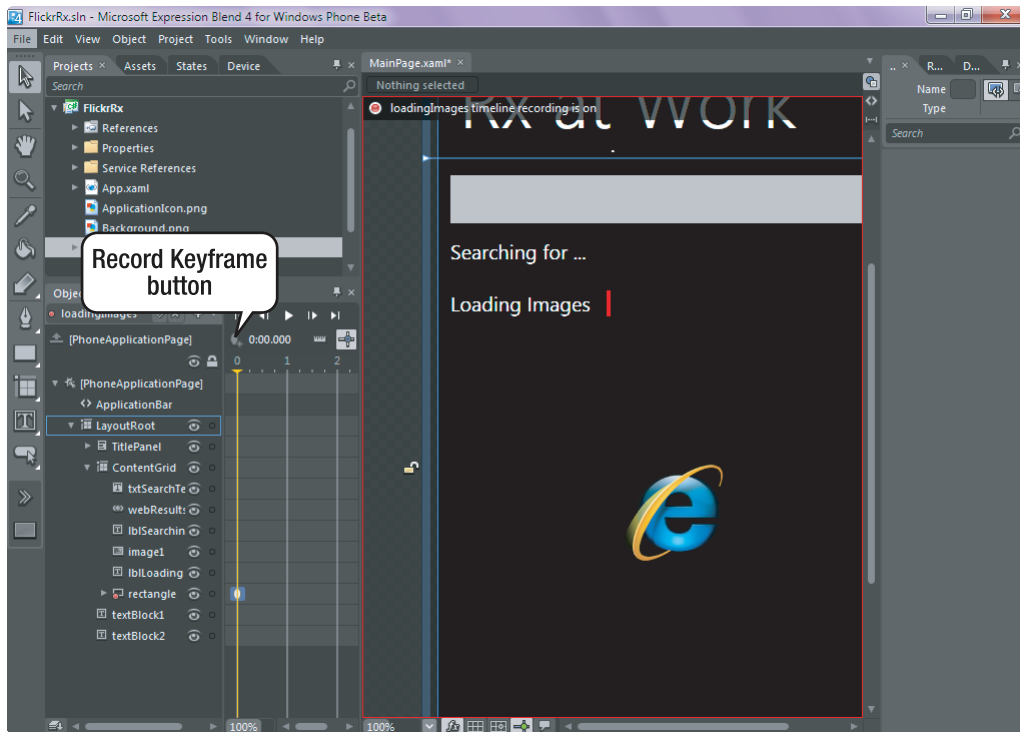 FlickrRx.sln - Microsoft Expression Blend 4 for Windows Phone Beta
File Edit View Object Project Tools Window Help
Projects × Assets States Device
Search
FlickrRx
References
Properties
Service References
App.xaml
ApplicationIcon.png
Background.png
Record Keyframe
button
Obje
loadingImages
[PhoneApplicationPage] 0:00.000
0 1 2
[PhoneApplicationPage]
<> ApplicationBar
LayoutRoot
TitlePanel
ContentGrid
txtSearchTe
webResults
lblSearchin
image1
lblLoading
rectangle
textBlock1
textBlock2
100%
MainPage.xaml* ×
Nothing selected
loadingImages timeline recording is on
Rx at Work
Searching for ...
Loading Images
100%
.. × R... D...
Name
Type
Search